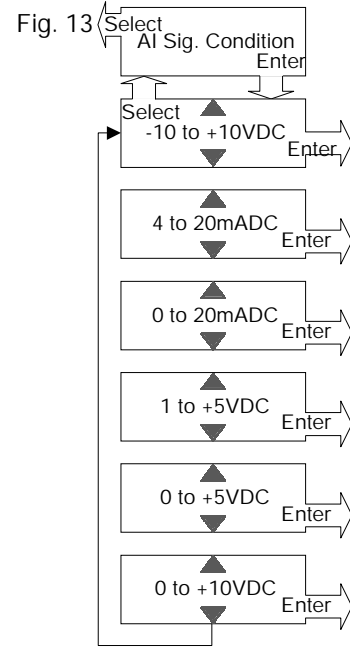 Fig. 13 Select
AI Sig. Condition
Enter
Select
-10 to +10VDC
Enter
4 to 20mADC
Enter
0 to 20mADC
Enter
1 to +5VDC
Enter
0 to +5VDC
Enter
0 to +10VDC
Enter